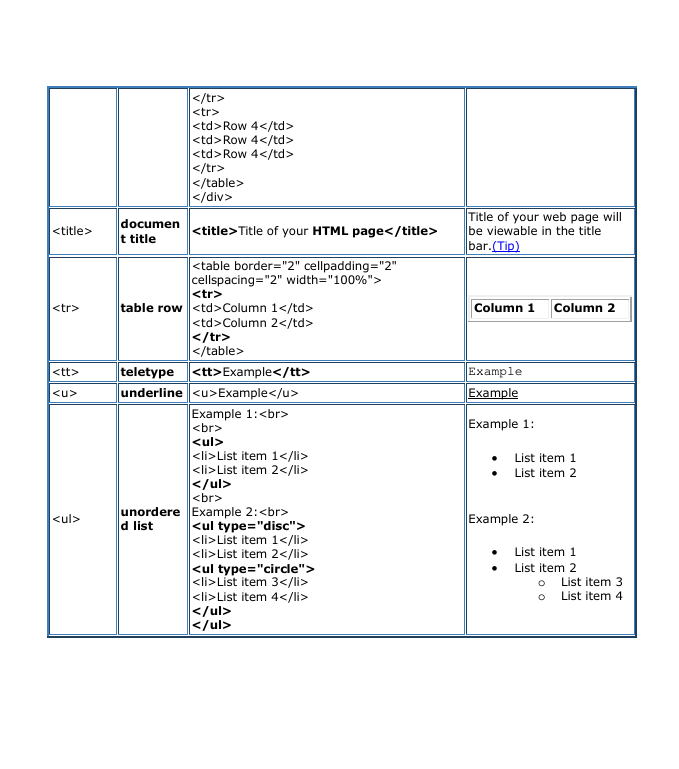 </tr>
<tr>
<td>Row 4</td>
<td>Row 4</td>
<td>Row 4</td>
</tr>
</table>
</div>
<title>
documen
t title
<title>Title of your HTML page</title>
Title of your web page will
be viewable in the title
bar.(Tip)
<tr>
table row
<table border="2" cellpadding="2"
cellspacing="2" width="100%">
<tr>
<td>Column 1</td>
<td>Column 2</td>
</tr>
</table>
Column 1 Column 2
<tt>
teletype
<tt>Example</tt>
Example
<u>
underline
<u>Example</u>
Example
<ul>
unordere
d list
Example 1:<br>
<br>
<ul>
<li>List item 1</li>
<li>List item 2</li>
</ul>
<br>
Example 2:<br>
<ul type="disc">
<li>List item 1</li>
<li>List item 2</li>
<ul type="circle">
<li>List item 3</li>
<li>List item 4</li>
</ul>
</ul>
Example 1:
• List item 1
• List item 2
Example 2:
• List item 1
• List item 2
o List item 3
o List item 4